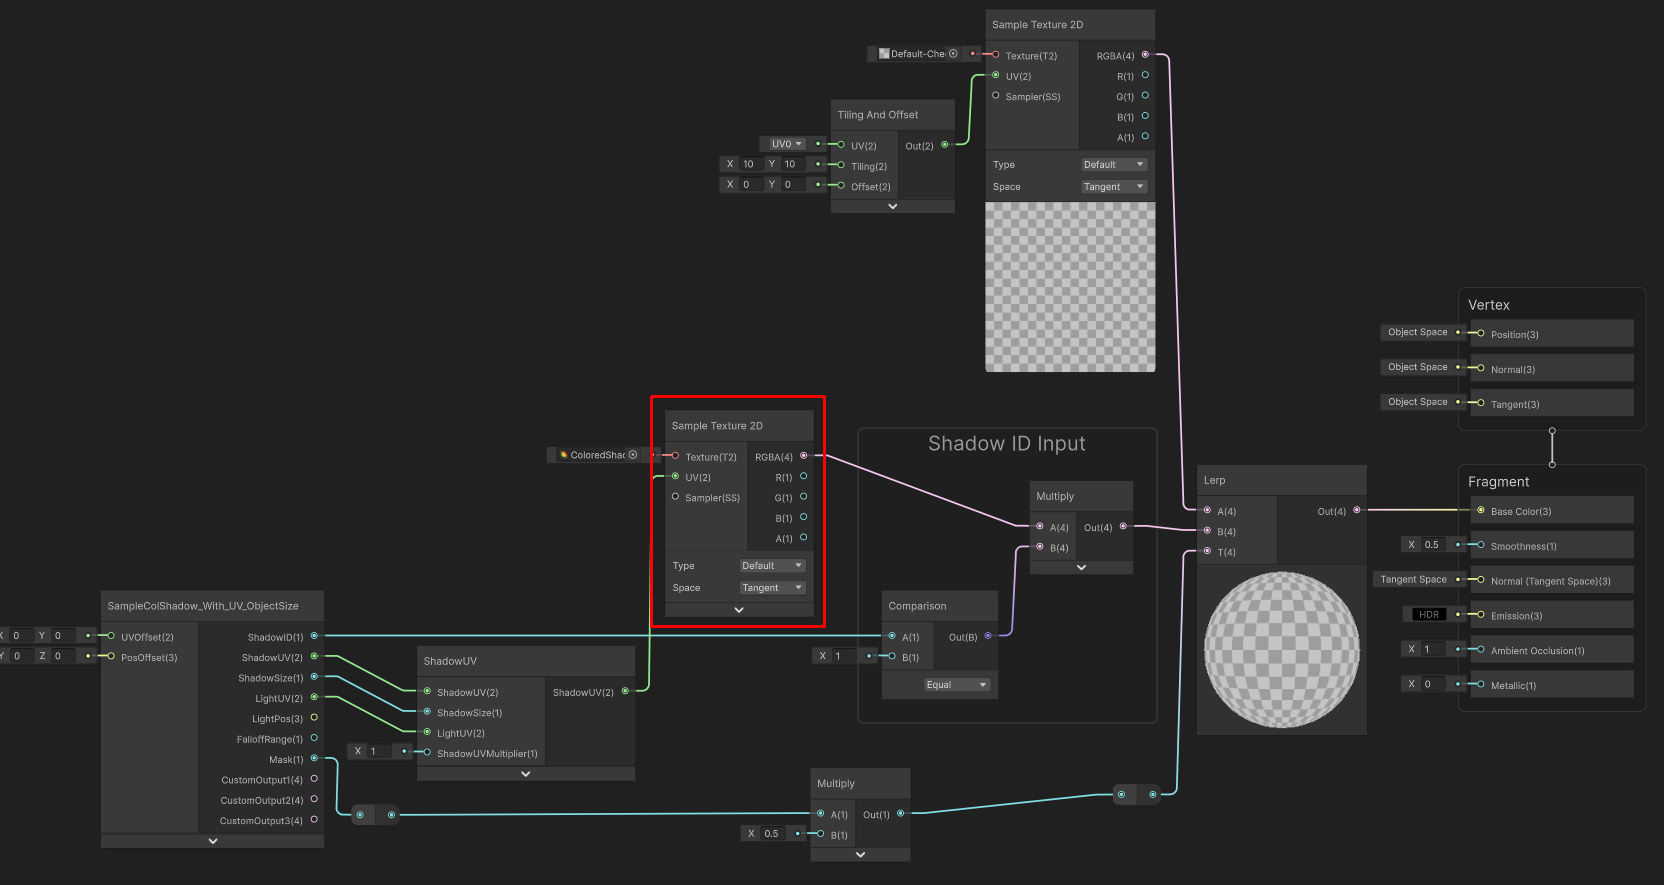 Sample Texture 2D
Default-Che
Texture(T2) RGBA(4)
UV(2) R(1)
Sampler(SS) G(1)
B(1)
A(1)
Type Default
Space Tangent
Tiling And Offset
UV0 UV(2) Out(2)
X 10 Y 10 Tiling(2)
X 0 Y 0 Offset(2)
Vertex
Object Space Position(3)
Object Space Normal(3)
Object Space Tangent(3)
Sample Texture 2D
ColoredShad
Texture(T2) RGBA(4)
UV(2) R(1)
Sampler(SS) G(1)
B(1)
A(1)
Type Default
Space Tangent
Shadow ID Input
Multiply
A(4) Out(4)
B(4)
Comparison
A(1) Out(B)
X 1 B(1)
Equal
Lerp
A(4) Out(4)
B(4)
T(4)
Fragment
Base Color(3)
X 0.5 Smoothness(1)
Tangent Space Normal (Tangent Space)(3)
HDR Emission(3)
X 1 Ambient Occlusion(1)
X 0 Metallic(1)
SampleColShadow_With_UV_ObjectSize
X 0 Y 0 UVOffset(2) ShadowID(1)
Y 0 Z 0 PosOffset(3) ShadowUV(2)
ShadowSize(1)
LightUV(2)
LightPos(3)
FalloffRange(1)
Mask(1)
CustomOutput1(4)
CustomOutput2(4)
CustomOutput3(4)
ShadowUV
ShadowUV(2) ShadowUV(2)
ShadowSize(1)
LightUV(2)
X 1 ShadowUVMultiplier(1)
Multiply
A(1) Out(1)
X 0.5 B(1)